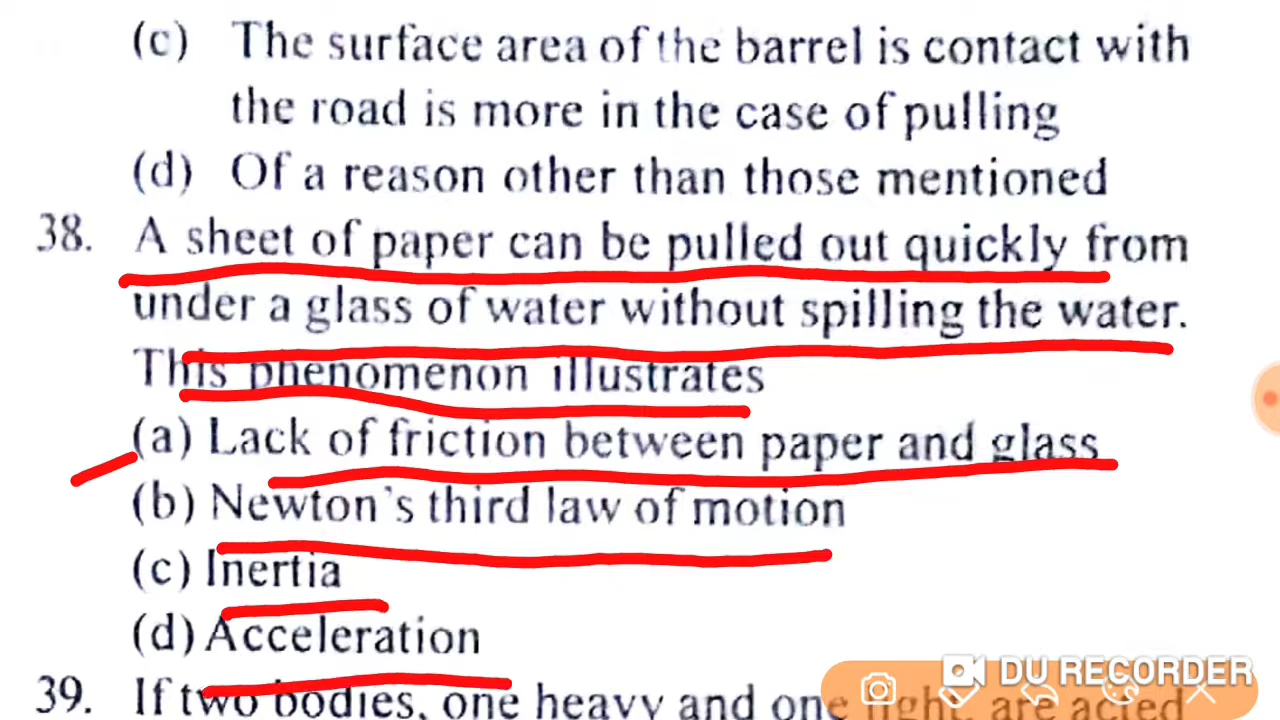 (c) The surface area of the barrel is contact with
the road is more in the case of pulling
(d) Of a reason other than those mentioned
38. A sheet of paper can be pulled out quickly from
under a glass of water without spilling the water.
This phenomenon illustrates
(a) Lack of friction between paper and glass
(b) Newton's third law of motion
(c) Inertia
(d) Acceleration
39. If two bodies, one heavy and one light, are acted
DU RECORDER